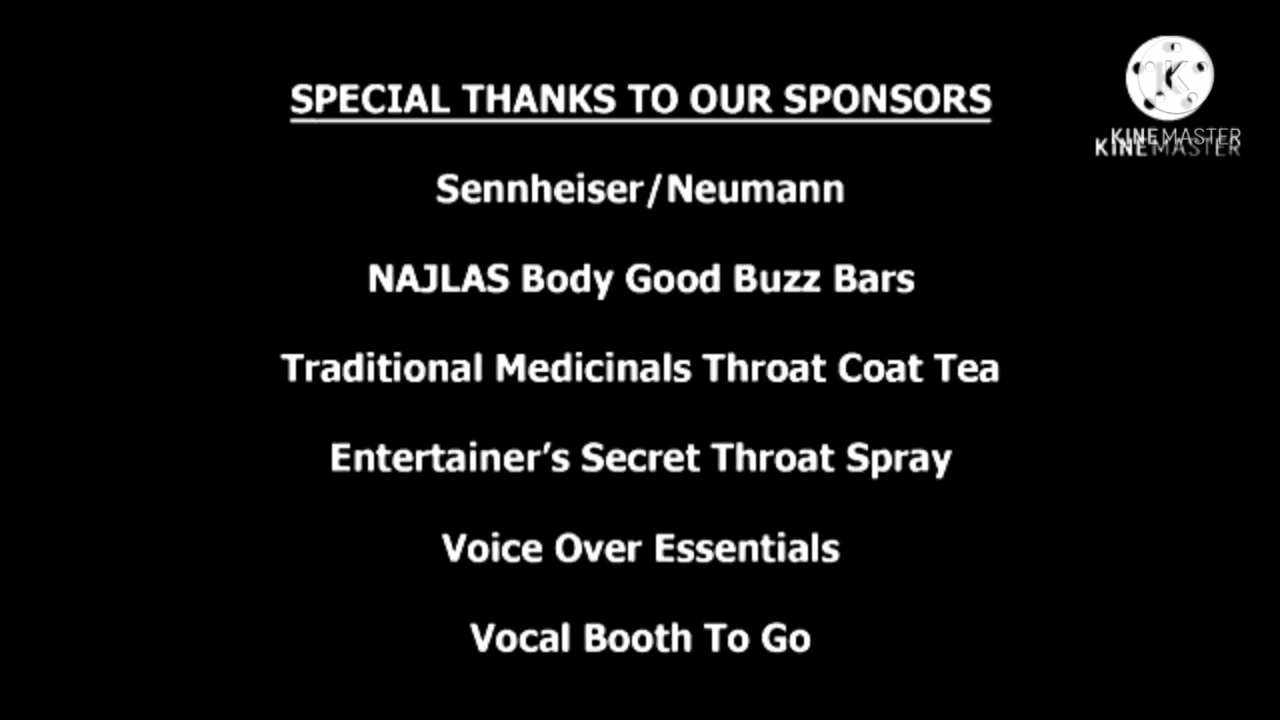 SPECIAL THANKS TO OUR SPONSORS
KINEMASTER
KINEMASTER
Sennheiser/Neumann
NAJLAS Body Good Buzz Bars
Traditional Medicinals Throat Coat Tea
Entertainer’s Secret Throat Spray
Voice Over Essentials
Vocal Booth To Go